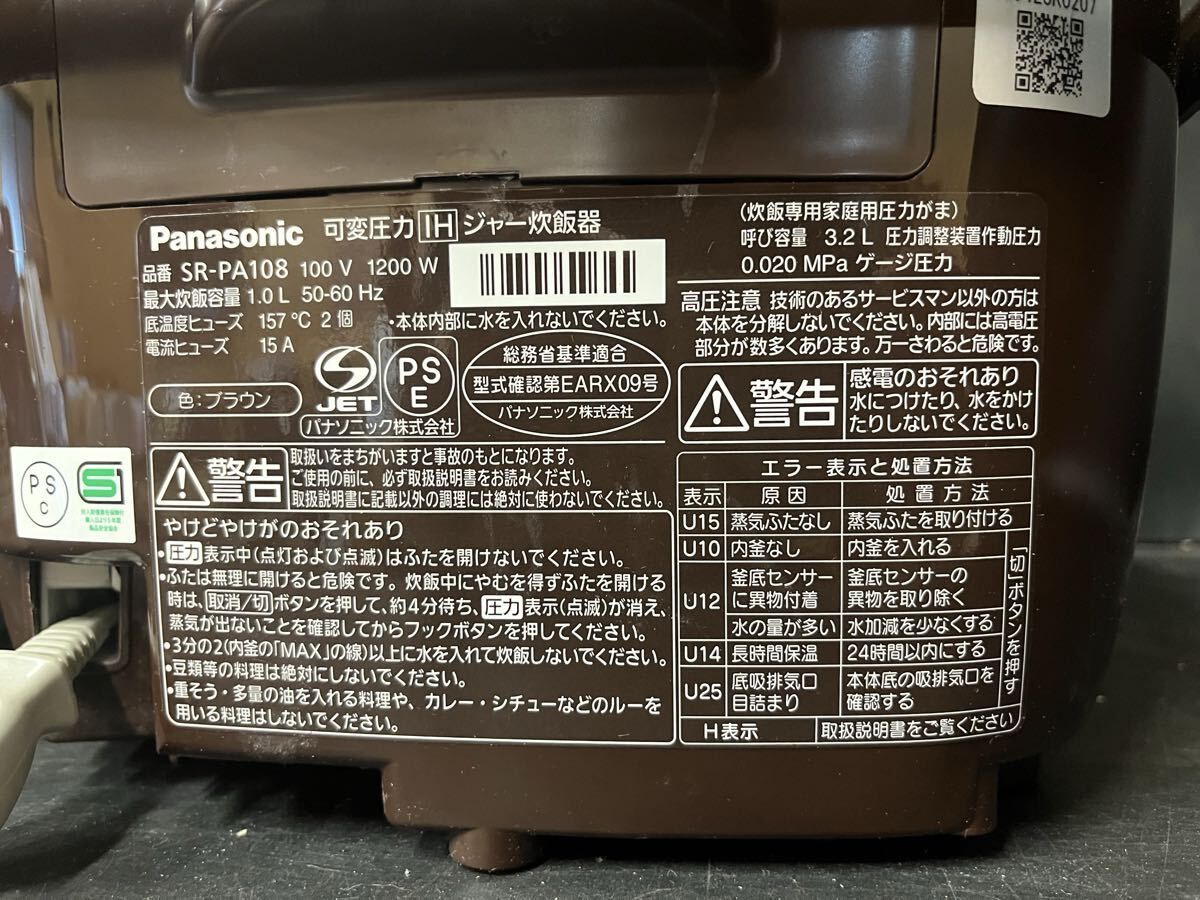 Panasonic 可変圧力 IH ジャー炊飯器
品番 SR-PA108 100 V 1200 W
最大炊飯容量 1.0 L 50-60 Hz
底温度ヒューズ 157 ℃ 2 個
電流ヒューズ 15 A
・本体内部に水を入れないでください。
色:ブラウン
JET
PS
E
パナソニック株式会社
総務省基準適合
型式確認第EARX09号
パナソニック株式会社
(炊飯専用家庭用圧力がま)
呼び容量 3.2 L 圧力調整装置作動圧力
0.020 MPa ゲージ圧力
高圧注意 技術のあるサービスマン以外の方は
本体を分解しないでください。内部には高電圧
部分が数多くあります。万一さわると危険です。
警告
感電のおそれあり
水につけたり、水をかけ
たりしないでください。
PS
C
S
警告
取扱いをまちがいますと事故のもとになります。
ご使用の前に、必ず取扱説明書をお読みください。
取扱説明書に記載以外の調理には絶対に使わないでください。
やけどやけがのおそれあり
・圧力表示中(点灯および点滅)はふたを開けないでください。
・ふたは無理に開けると危険です。炊飯中にやむを得ずふたを開ける
時は、取消/切ボタンを押して、約4分待ち、圧力表示(点滅)が消え、
蒸気が出ないことを確認してからフックボタンを押してください。
・3分の2(内釜の「MAX」の線)以上に水を入れて炊飯しないでください。
・豆類等の料理は絶対にしないでください。
・重そう・多量の油を入れる料理や、カレー・シチューなどのルーを
用いる料理はしないでください。
エラー表示と処置方法
表示 原因 処置方法
U15 蒸気ふたなし 蒸気ふたを取り付ける
U10 内釜なし 内釜を入れる
U12 釜底センサーに異物付着 釜底センサーの異物を取り除く
水の量が多い 水加減を少なくする
U14 長時間保温 24時間以内にする
U25 底吸排気口目詰まり 本体底の吸排気口を確認する
「切」ボタンを押す
H表示 取扱説明書をご覧ください